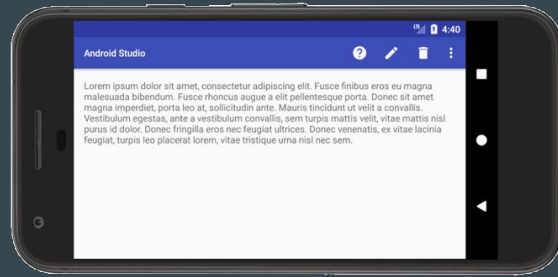 LTE 4:40
Android Studio
Lorem ipsum dolor sit amet, consectetur adipiscing elit. Fusce finibus eros eu magna
malesuada bibendum. Fusce rhoncus augue a elit pellentesque porta. Donec sit amet
magna imperdiet, porta leo at, sollicitudin ante. Mauris tincidunt ut velit a convallis.
Vestibulum egestas, ante a vestibulum convallis, sem turpis mattis velit, vitae mattis nisl
purus id dolor. Donec fringilla eros nec feugiat ultrices. Donec venenatis, ex vitae lacinia
feugiat, turpis leo placerat lorem, vitae tristique urna nisl nec sem.